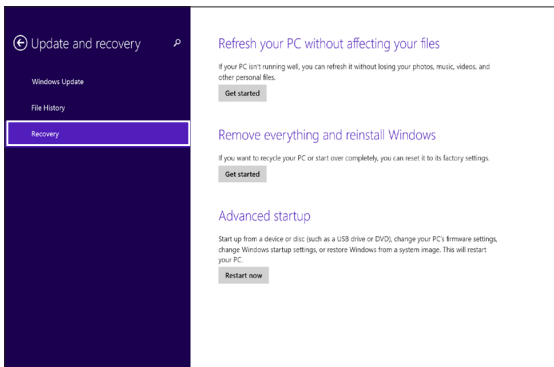 Update and recovery
Windows Update
File History
Recovery
Refresh your PC without affecting your files
If your PC isn't running well, you can refresh it without losing your photos, music, videos, and
other personal files.
Get started
Remove everything and reinstall Windows
If you want to recycle your PC or start over completely, you can reset it to its factory settings.
Get started
Advanced startup
Start up from a device or disc (such as a USB drive or DVD), change your PC's firmware settings,
change Windows startup settings, or restore Windows from a system image. This will restart
your PC.
Restart now